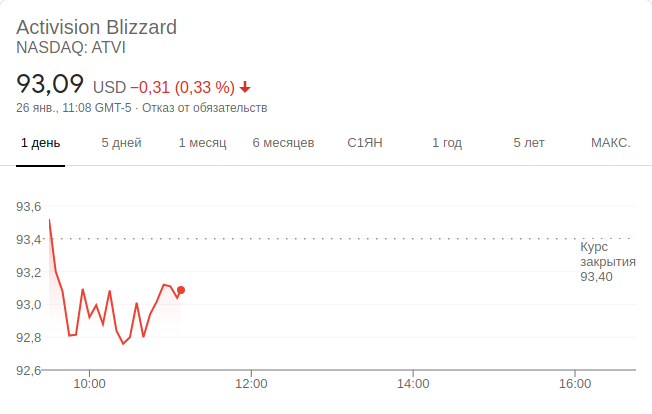 Activision Blizzard
NASDAQ: ATVI
93,09 USD −0,31 (0,33 %)
26 янв., 11:08 GMT-5 · Отказ от обязательств
1 день 5 дней 1 месяц 6 месяцев С1ЯН 1 год 5 лет МАКС.
93,6
93,4
Курс
закрытия
93,40
93,2
93,0
92,8
92,6
10:00 12:00 14:00 16:00